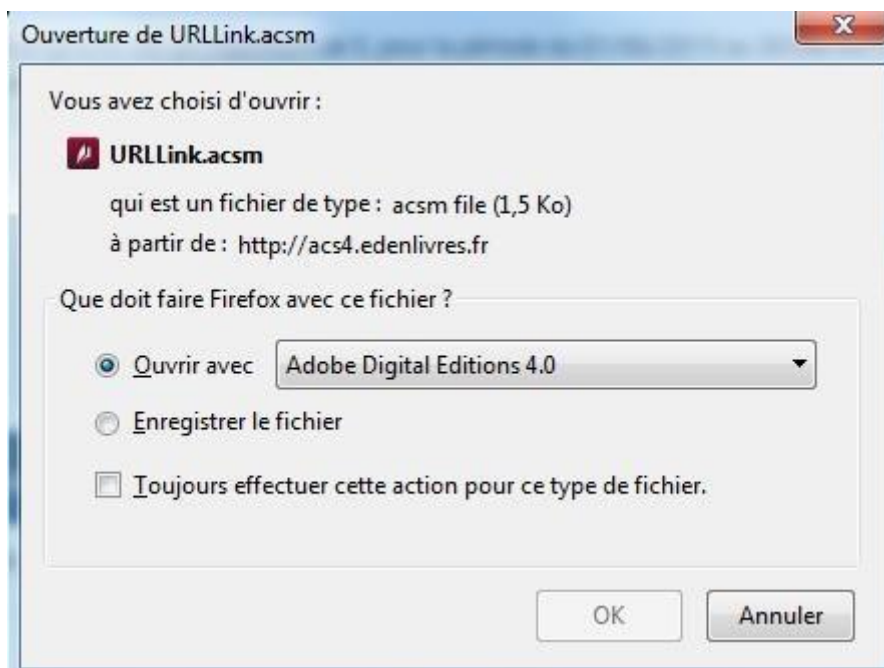 Ouverture de URLLink.acsm
Vous avez choisi d'ouvrir :
URLLink.acsm
qui est un fichier de type : acsm file (1,5 Ko)
à partir de : http://acs4.edenlivres.fr
Que doit faire Firefox avec ce fichier ?
Ouvrir avec Adobe Digital Editions 4.0
Enregistrer le fichier
Toujours effectuer cette action pour ce type de fichier.
OK Annuler